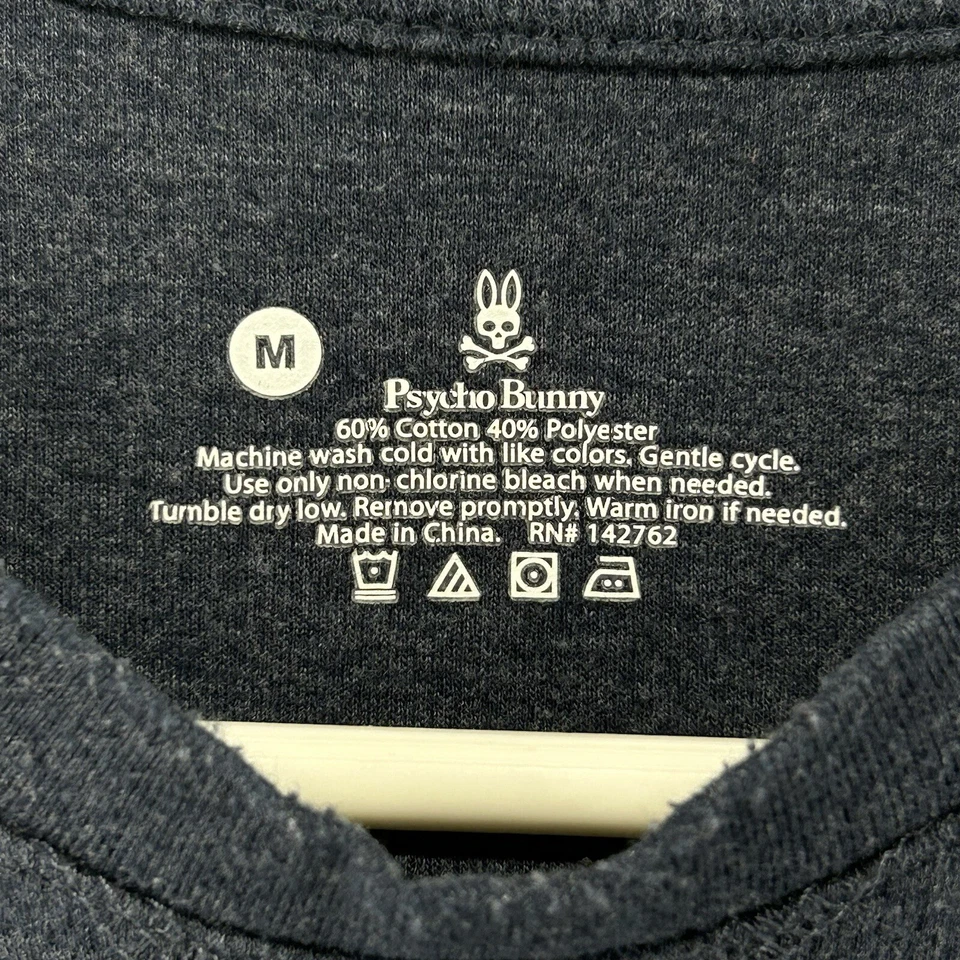 M
Psycho Bunny
60% Cotton 40% Polyester
Machine wash cold with like colors. Gentle cycle.
Use only non-chlorine bleach when needed.
Tumble dry low. Remove promptly. Warm iron if needed.
Made in China. RN# 142762